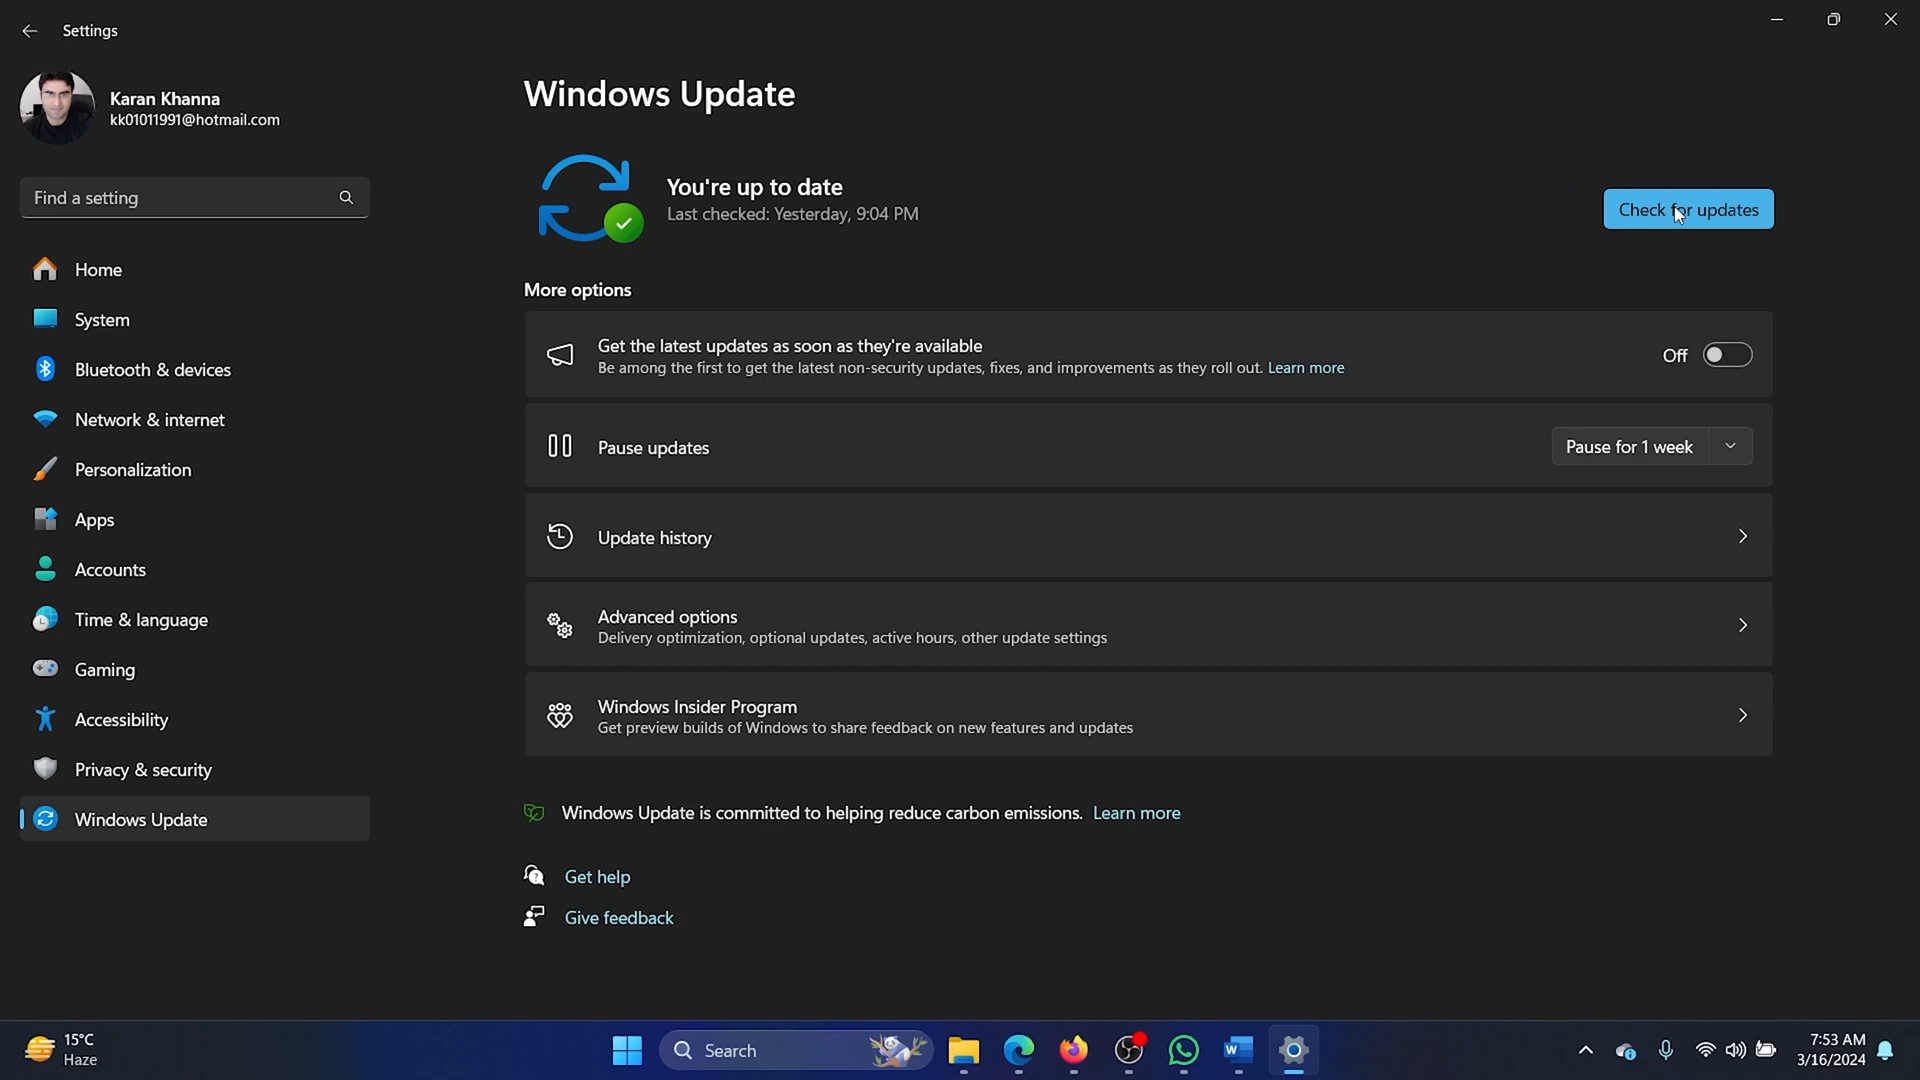 Settings
Karan Khanna
kk01011991@hotmail.com
Find a setting
Home
System
Bluetooth & devices
Network & internet
Personalization
Apps
Accounts
Time & language
Gaming
Accessibility
Privacy & security
Windows Update
Windows Update
You're up to date
Last checked: Yesterday, 9:04 PM
Check for updates
More options
Get the latest updates as soon as they're available
Be among the first to get the latest non-security updates, fixes, and improvements as they roll out. Learn more
Off
Pause updates
Pause for 1 week
Update history
Advanced options
Delivery optimization, optional updates, active hours, other update settings
Windows Insider Program
Get preview builds of Windows to share feedback on new features and updates
Windows Update is committed to helping reduce carbon emissions. Learn more
Get help
Give feedback
15°C
Haze
Search
7:53 AM
3/16/2024